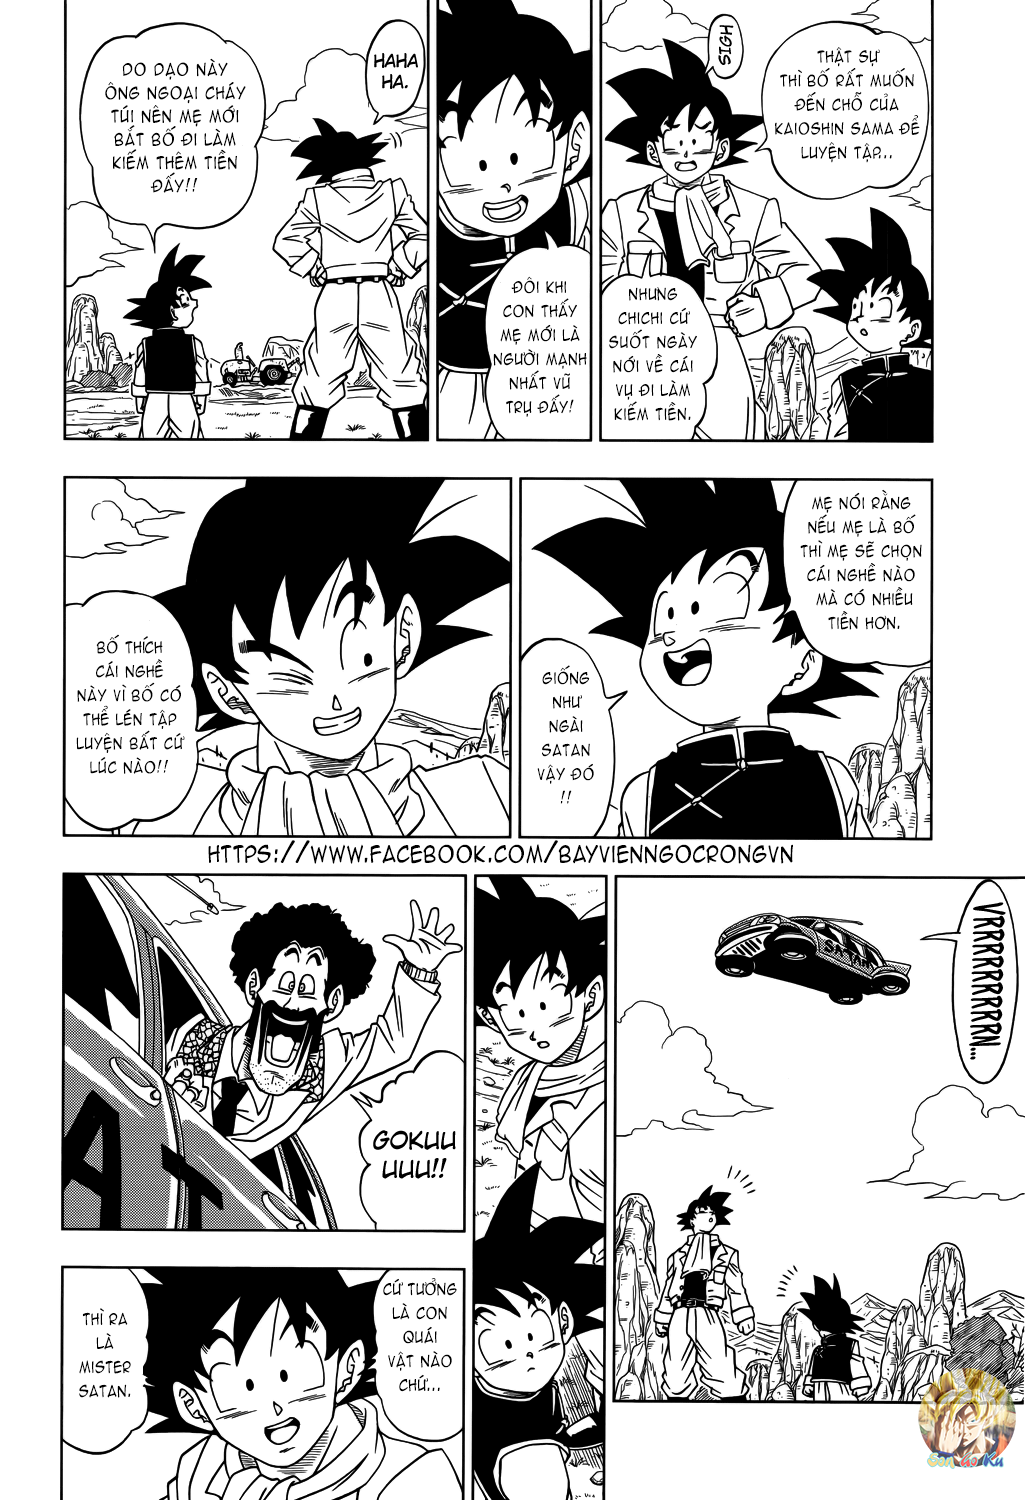 THẬT SỰ
THÌ BỐ RẤT MUỐN
ĐẾN CHỖ CỦA
KAIOSHIN SAMA ĐỂ
LUYỆN TẬP...
SIGH
NHƯNG
CHICHI CỨ
SUỐT NGÀY
NÓI VỀ CÁI
VỤ ĐI LÀM
KIẾM TIỀN.
ĐÔI KHI
CON THẤY
MẸ MỚI LÀ
NGƯỜI MẠNH
NHẤT VŨ
TRỤ ĐẤY!
HAHA
HA.
DO DẠO NÀY
ÔNG NGOẠI CHÁY
TÚI NÊN MẸ MỚI
BẮT BỐ ĐI LÀM
KIẾM THÊM TIỀN
ĐẤY!!
MẸ NÓI RẰNG
NẾU MẸ LÀ BỐ
THÌ MẸ SẼ CHỌN
CÁI NGHỀ NÀO
MÀ CÓ NHIỀU
TIỀN HƠN.
GIỐNG
NHƯ
NGÀI
SATAN
VẬY ĐÓ
!!
BỐ THÍCH
CÁI NGHỀ
NÀY VÌ BỐ CÓ
THỂ LÉN TẬP
LUYỆN BẤT CỨ
LÚC NÀO!!
HTTPS://WWW.FACEBOOK.COM/BAYVIENNGOCRONGVN
VRRRRRRRRRN...
SATAN
GOKUU
UUU!!
AT
CỨ TƯỞNG
LÀ CON
QUÁI
VẬT NÀO
CHỨ...
THÌ RA
LÀ
MISTER
SATAN.
Son Go Ku